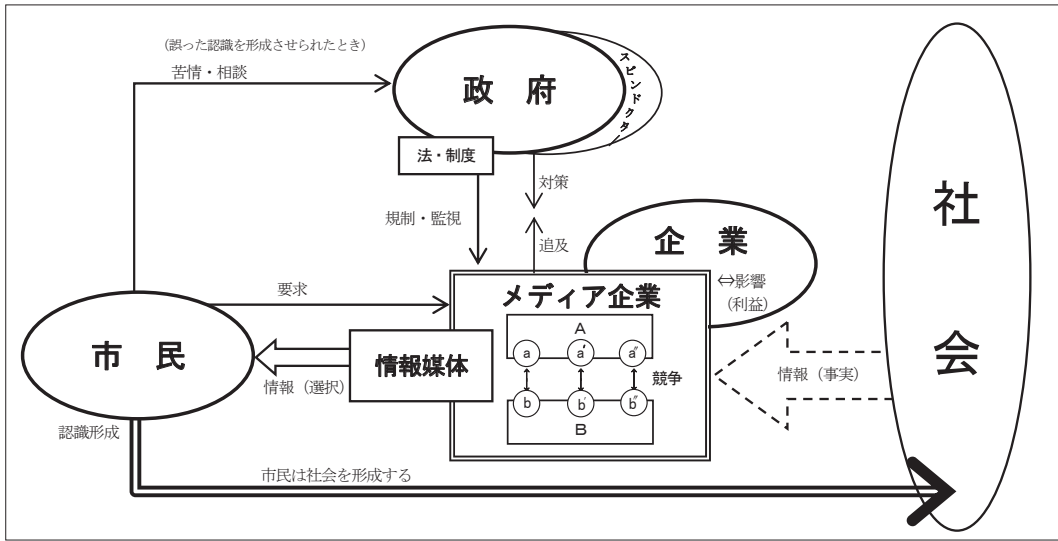 (誤った認識を形成させられたとき)
苦情・相談
政 府
スピンドクター
法・制度
対策
規制・監視
追及
企 業
⇔影響
(利益)
社
会
要求
メディア企業
A
a a' a''
競争
b b' b''
B
市 民
情報媒体
情報（選択）
情報（事実）
認識形成
市民は社会を形成する